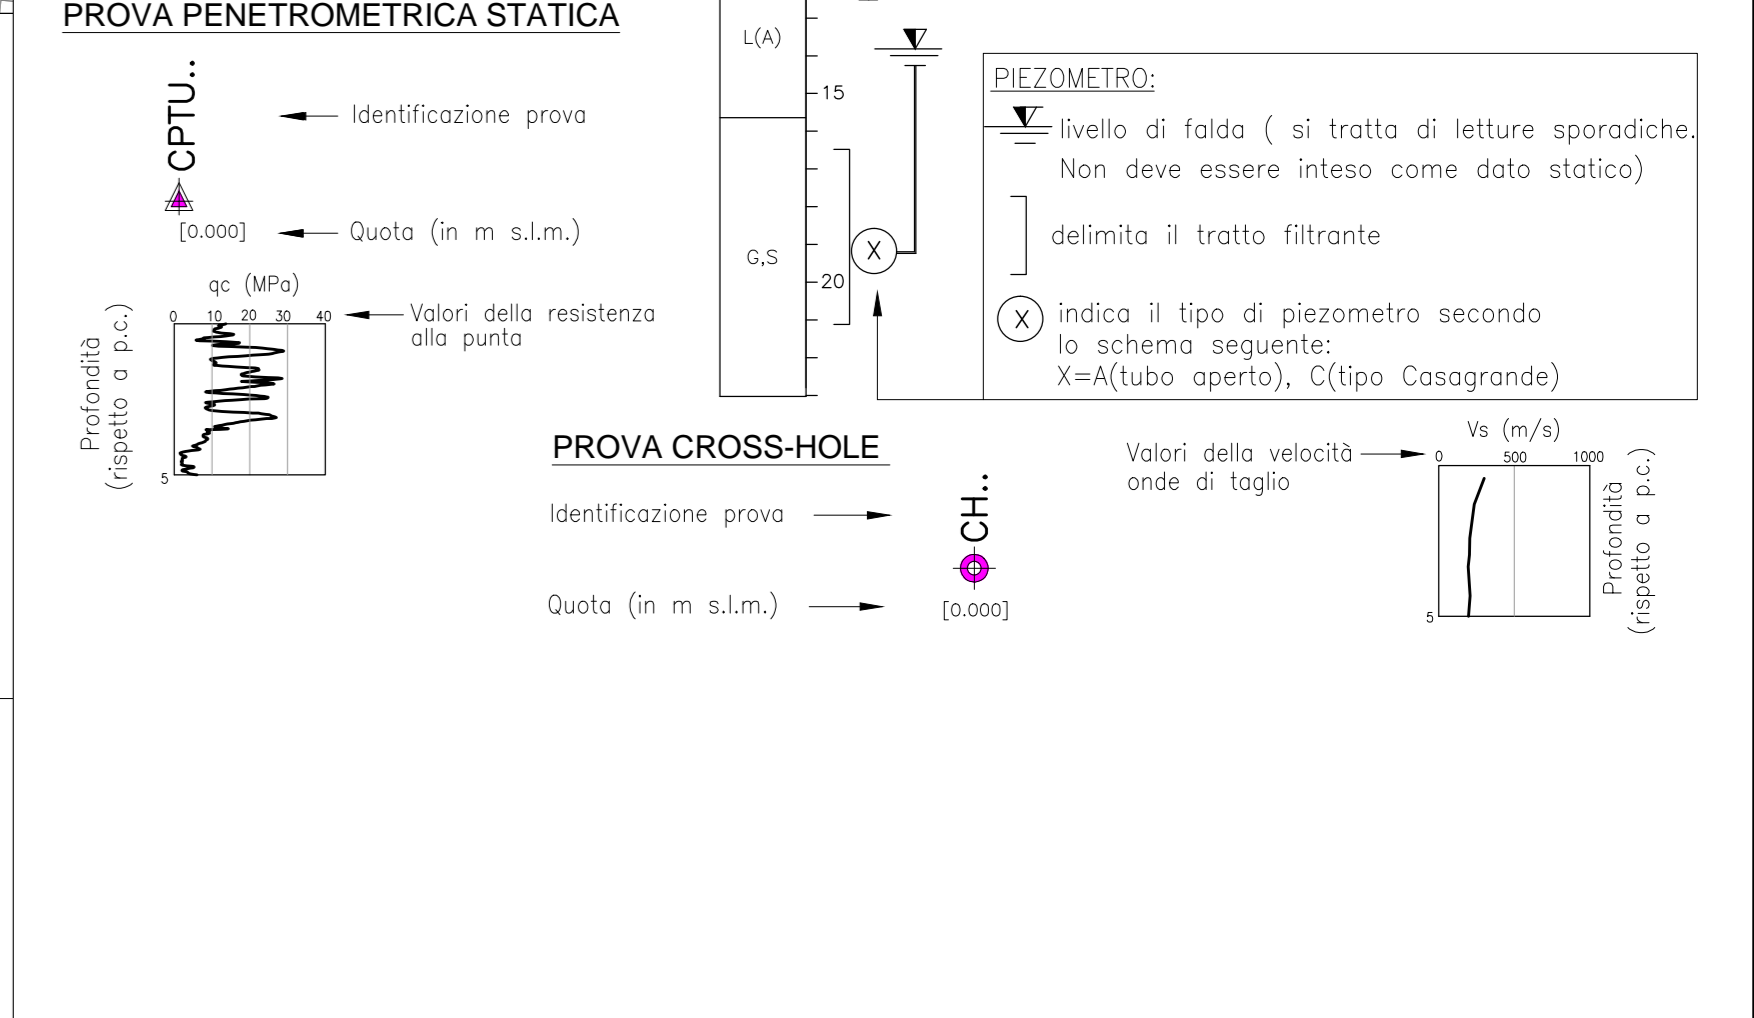 PROVA PENETROMETRICA STATICA
CPTU..
Identificazione prova
[0.000]
Quota (in m s.l.m.)
qc (MPa)
0 10 20 30 40
Valori della resistenza
alla punta
Profondità
(rispetto a p.c.)
5
L(A)
15
G,S
20
X
PIEZOMETRO:
livello di falda ( si tratta di letture sporadiche.
Non deve essere inteso come dato statico)
delimita il tratto filtrante
X
indica il tipo di piezometro secondo
lo schema seguente:
X=A(tubo aperto), C(tipo Casagrande)
PROVA CROSS-HOLE
Identificazione prova
CH..
Quota (in m s.l.m.)
[0.000]
Valori della velocità
onde di taglio
Vs (m/s)
0 500 1000
5
Profondità
(rispetto a p.c.)